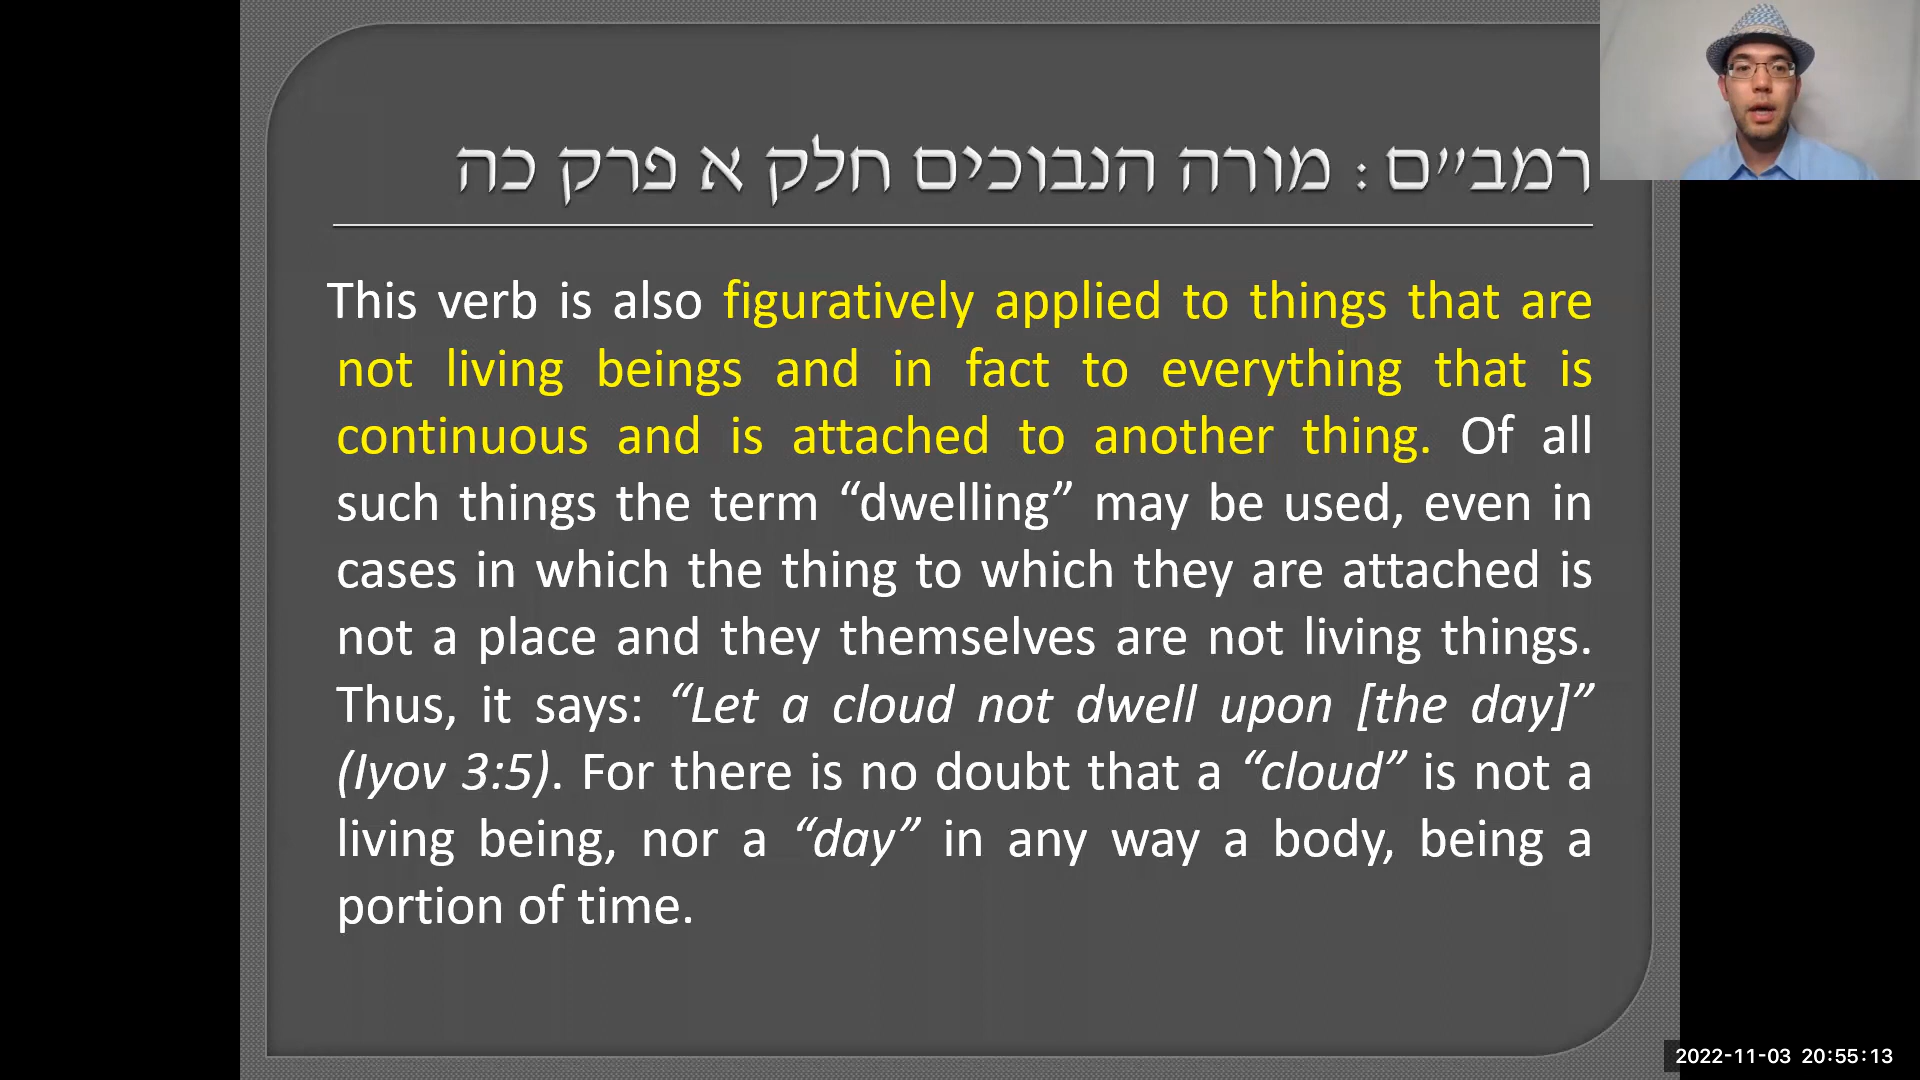 רמב״ם : מורה הנבוכים חלק א פרק כה
This verb is also figuratively applied to things that are
not living beings and in fact to everything that is
continuous and is attached to another thing. Of all
such things the term “dwelling” may be used, even in
cases in which the thing to which they are attached is
not a place and they themselves are not living things.
Thus, it says: “Let a cloud not dwell upon [the day]”
(Iyov 3:5). For there is no doubt that a “cloud” is not a
living being, nor a “day” in any way a body, being a
portion of time.
2022-11-03 20:55:13